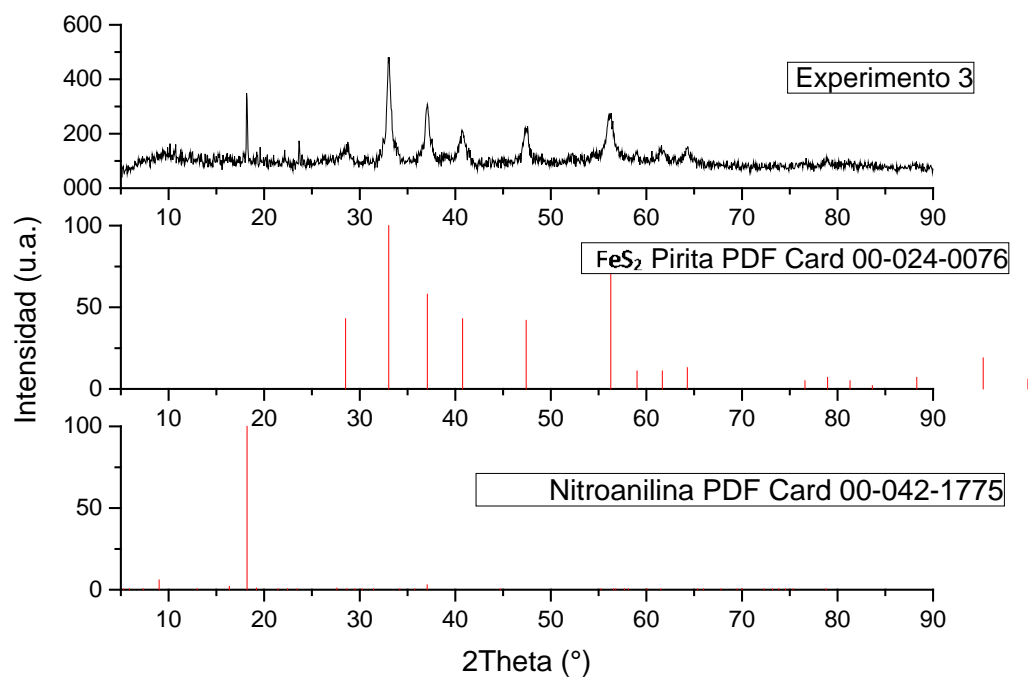 600
400
200
000
Experimento 3
10 20 30 40 50 60 70 80 90
100
50
0
FeS₂ Pirita PDF Card 00-024-0076
10 20 30 40 50 60 70 80 90
100
50
0
Nitroanilina PDF Card 00-042-1775
10 20 30 40 50 60 70 80 90
Intensidad (u.a.)
2Theta (°)